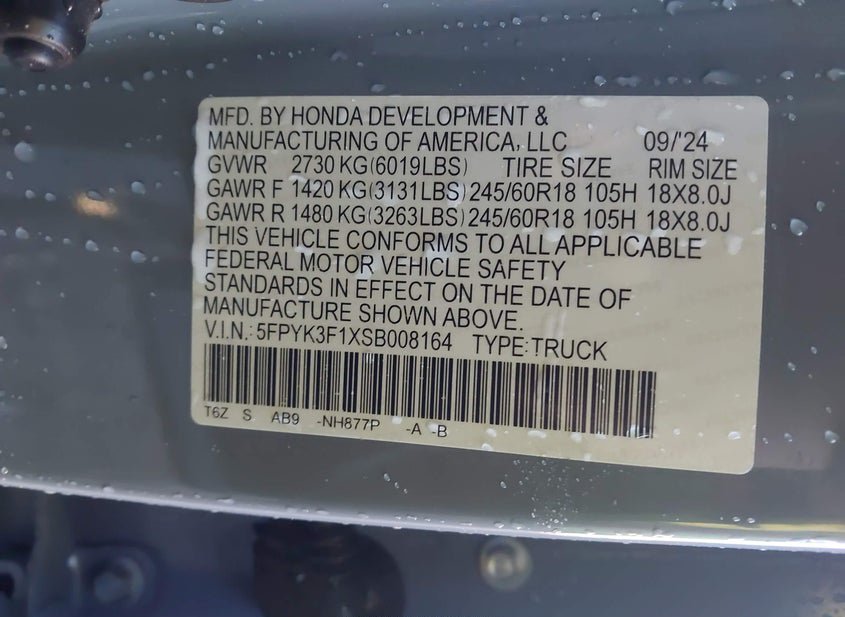 MFD. BY HONDA DEVELOPMENT &
MANUFACTURING OF AMERICA, LLC 09/'24
GVWR 2730 KG(6019LBS) TIRE SIZE RIM SIZE
GAWR F 1420 KG(3131LBS) 245/60R18 105H 18X8.0J
GAWR R 1480 KG(3263LBS) 245/60R18 105H 18X8.0J
THIS VEHICLE CONFORMS TO ALL APPLICABLE
FEDERAL MOTOR VEHICLE SAFETY
STANDARDS IN EFFECT ON THE DATE OF
MANUFACTURE SHOWN ABOVE.
V.I.N.: 5FPYK3F1XSB008164 TYPE:TRUCK
T6Z S AB9 -NH877P -A -B